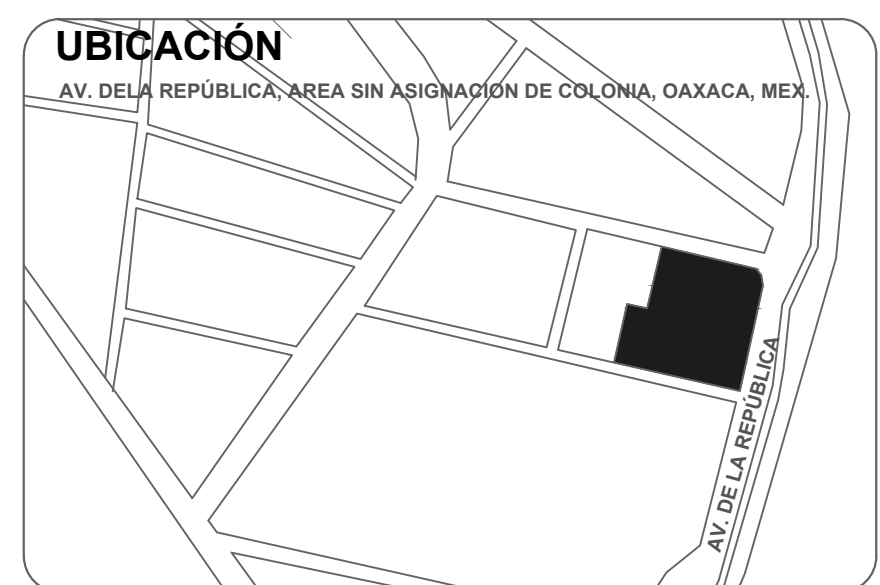 UBICACIÓN
AV. DELA REPÚBLICA, AREA SIN ASIGNACION DE COLONIA, OAXACA, MEX.
AV. DE LA REPÚBLICA